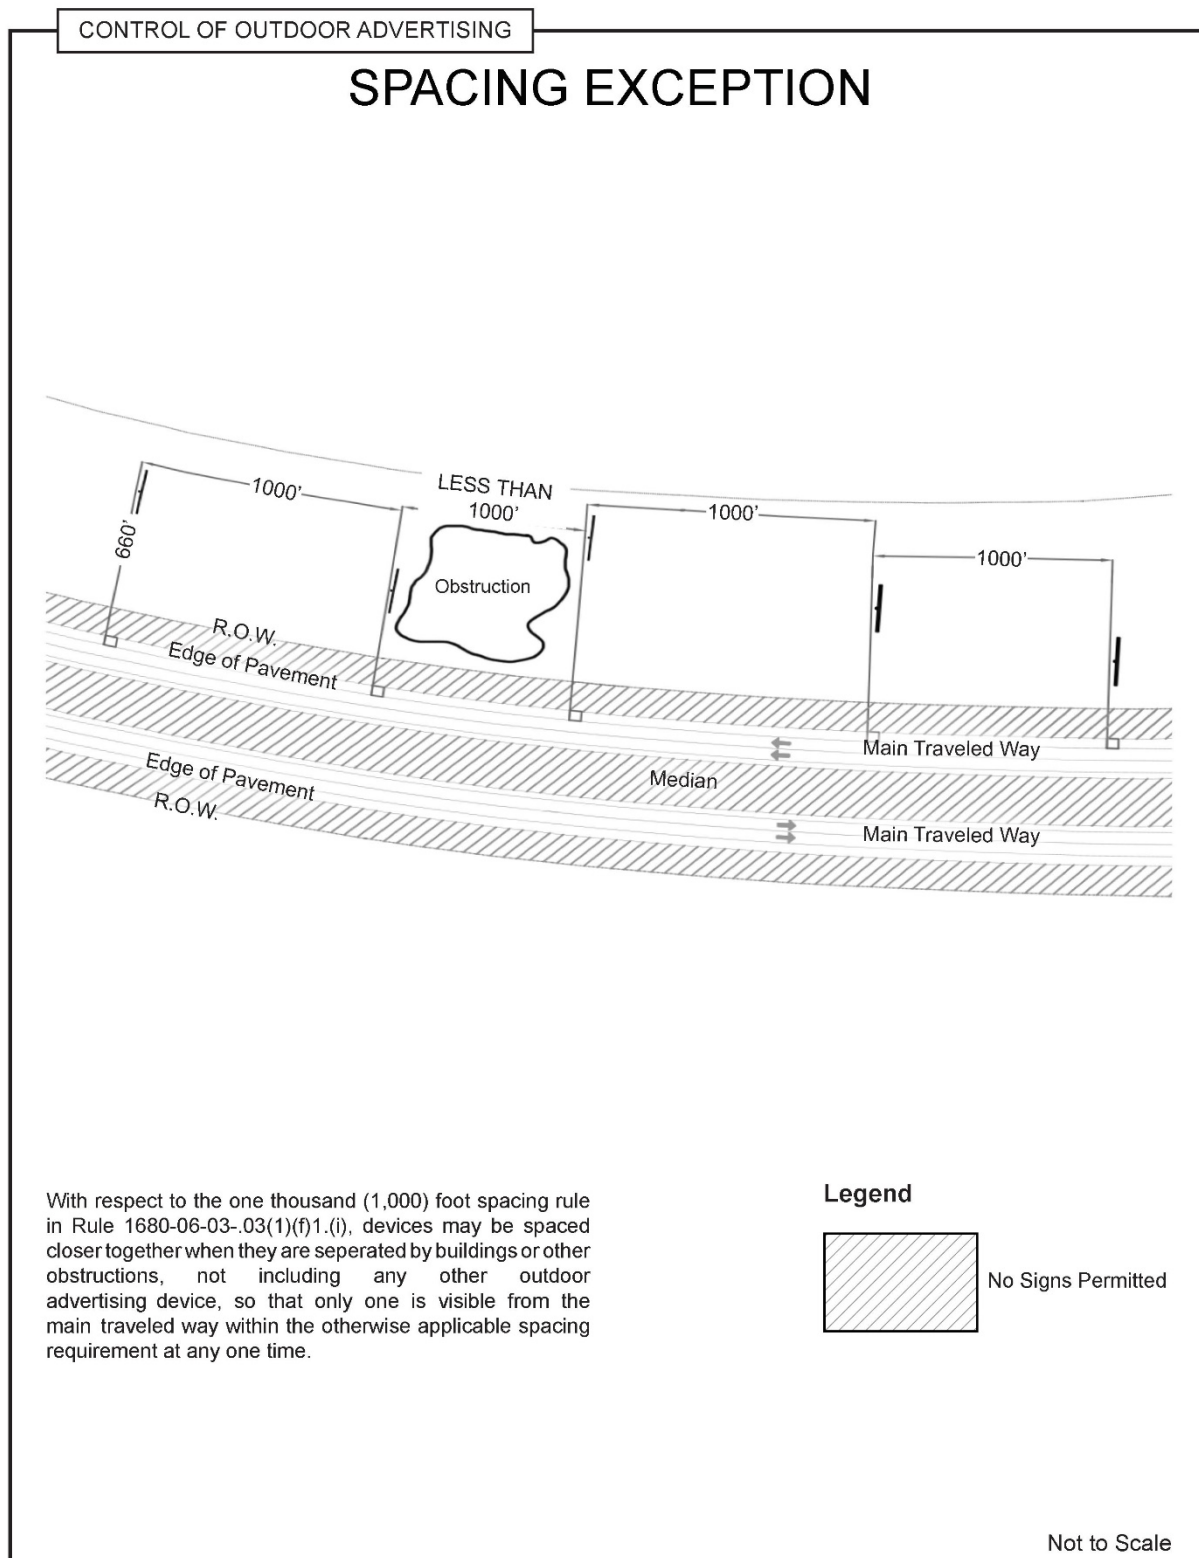 CONTROL OF OUTDOOR ADVERTISING
SPACING EXCEPTION
1000’
LESS THAN
1000’
1000’
1000’
660’
Obstruction
R.O.W.
Edge of Pavement
Main Traveled Way
Median
Edge of Pavement
R.O.W.
Main Traveled Way
With respect to the one thousand (1,000) foot spacing rule
in Rule 1680-06-03-.03(1)(f)1.(i), devices may be spaced
closer together when they are seperated by buildings or other
obstructions, not including any other outdoor
advertising device, so that only one is visible from the
main traveled way within the otherwise applicable spacing
requirement at any one time.
Legend
No Signs Permitted
Not to Scale